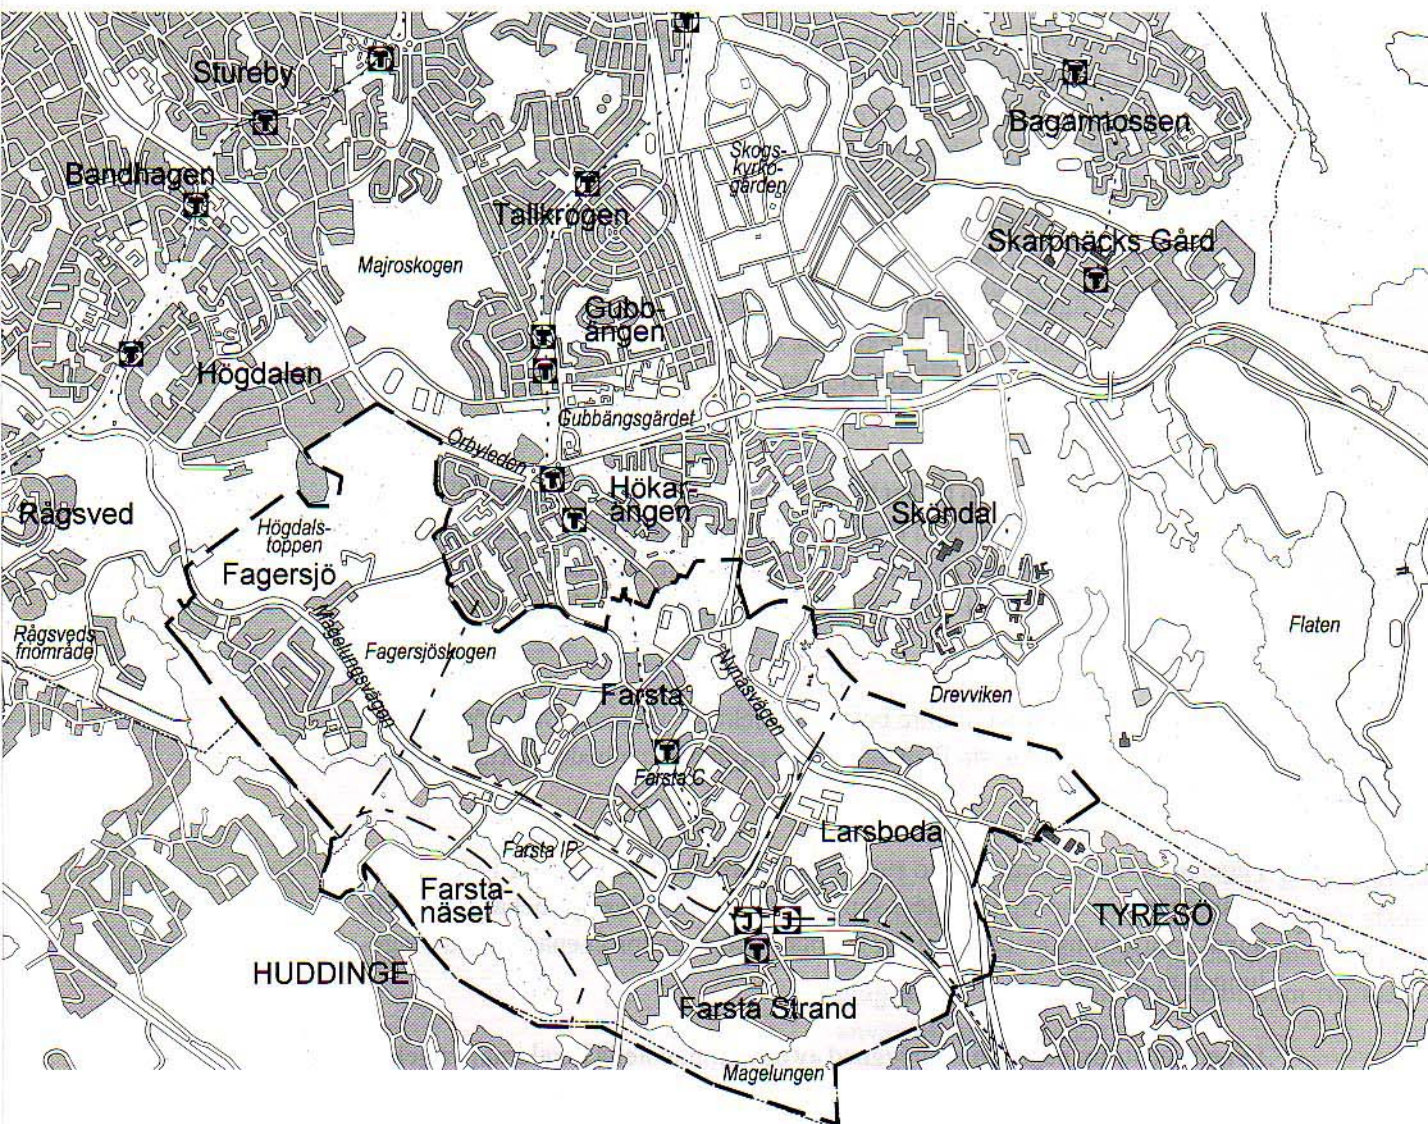 T
T
Stureby
T
Bagarmossen
T
Skogs-
kyrko-
gården
Bandhagen
T
T
Tallkrogen
Skarpnäcks Gård
T
Majroskogen
Gubb-
ängen
T
T
T
Högdalen
Gubbängsgärdet
Örbyleden
T
Hökar-
ängen
T
Rågsved
Sköndal
Högdals-
toppen
Fagersjö
Magelungsvägen
Rågsveds
friområde
Fagersjöskogen
Flaten
Nynäsvägen
Farsta
Drevviken
T
Farsta C
Larsboda
Farsta IP
Farsta-
näset
J
J
T
TYRESÖ
HUDDINGE
Farsta Strand
Magelungen